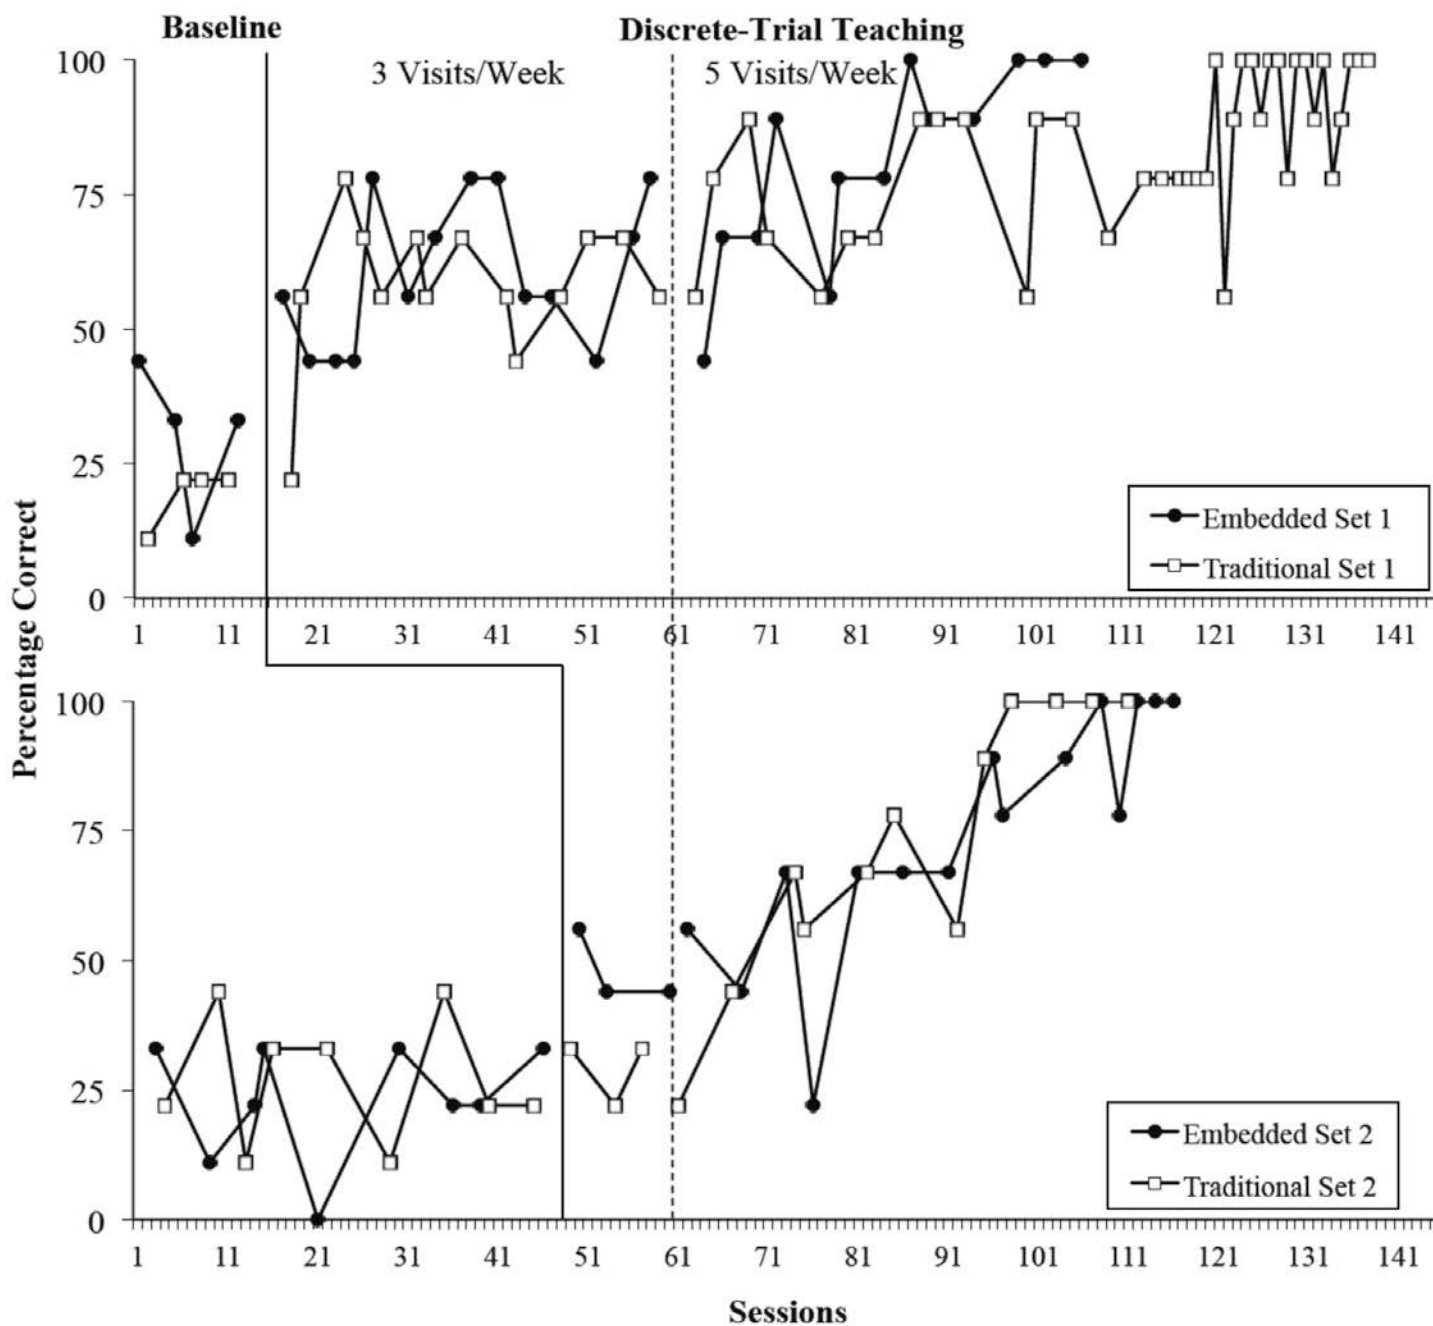 Baseline
Discrete-Trial Teaching
3 Visits/Week
5 Visits/Week
Percentage Correct
100
75
50
25
0
1 11 21 31 41 51 61 71 81 91 101 111 121 131 141
Embedded Set 1
Traditional Set 1
100
75
50
25
0
1 11 21 31 41 51 61 71 81 91 101 111 121 131 141
Embedded Set 2
Traditional Set 2
Sessions